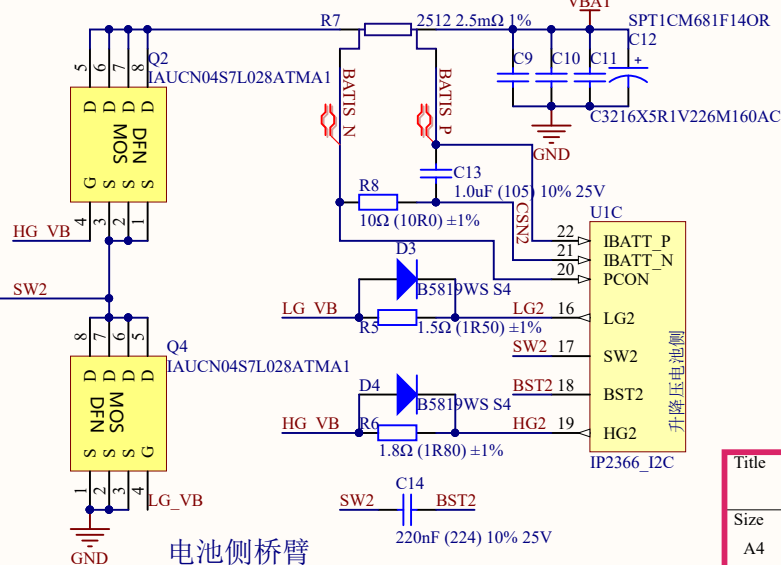 VBAT
R7
2512 2.5mΩ 1%
SPT1CM681F14OR
C12
+
Q2
IAUCN04S7L028ATMA1
C9
C10
C11
C3216X5R1V226M160AC
GND
5
6
7
8
D
D
D
D
DFN
MOS
G
S
S
S
4
3
2
1
HG_VB
BATIS_N
BATIS_P
C13
1.0uF (105) 10% 25V
R8
10Ω (10R0) ±1%
CSN2
U1C
22
IBATT_P
21
IBATT_N
20
PCON
SW2
D3
B5819WS S4
LG_VB
R5
1.5Ω (1R50) ±1%
LG2
16
LG2
SW2
17
SW2
BST2
18
BST2
HG2
19
HG2
升降压电池侧
IP2366_I2C
D4
B5819WS S4
HG_VB
R6
1.8Ω (1R80) ±1%
8
7
6
5
Q4
IAUCN04S7L028ATMA1
D
D
D
D
MOS
DFN
S
S
S
G
1
2
3
4
LG_VB
GND
C14
SW2
BST2
220nF (224) 10% 25V
电池侧桥臂
Title
Size
A4